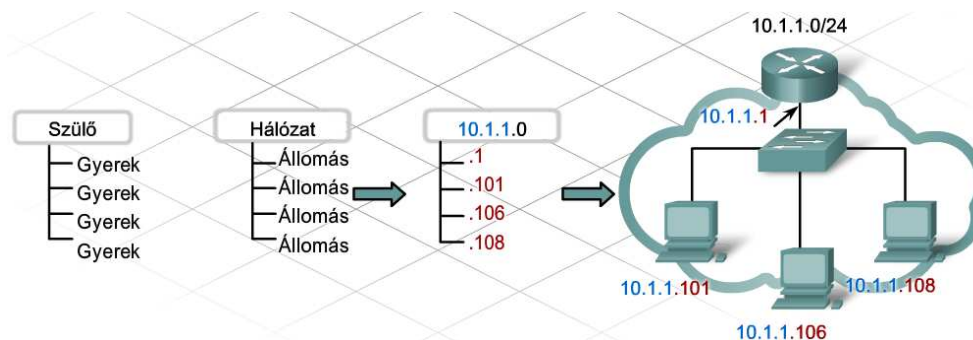 Szülő
Gyerek
Gyerek
Gyerek
Gyerek
Hálózat
Állomás
Állomás
Állomás
Állomás
10.1.1.0
.1
.101
.106
.108
10.1.1.0/24
10.1.1.1
10.1.1.101
10.1.1.108
10.1.1.106